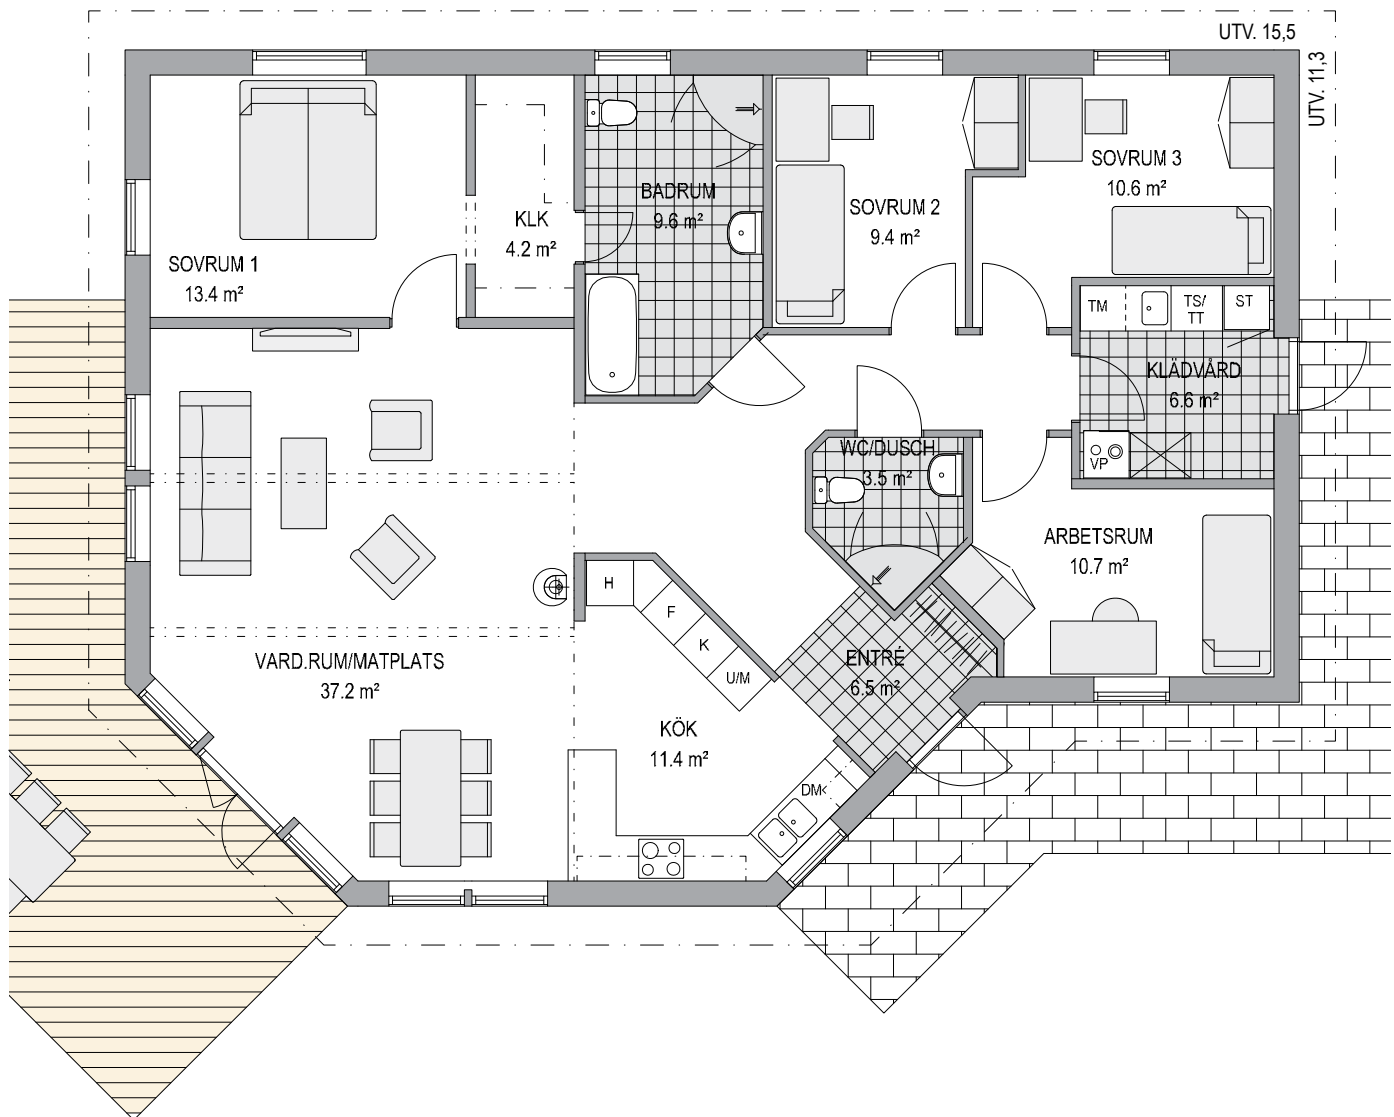 UTV. 15,5
UTV. 11,3
SOVRUM 1
13.4 m²
KLK
4.2 m²
BADRUM
9.6 m²
SOVRUM 2
9.4 m²
SOVRUM 3
10.6 m²
TM
TS/
TT
ST
KLÄDVÅRD
6.6 m²
VP
WC/DUSCH
3.5 m²
ARBETSRUM
10.7 m²
H
F
K
U/M
ENTRÉ
6.5 m²
VARD.RUM/MATPLATS
37.2 m²
KÖK
11.4 m²
DM